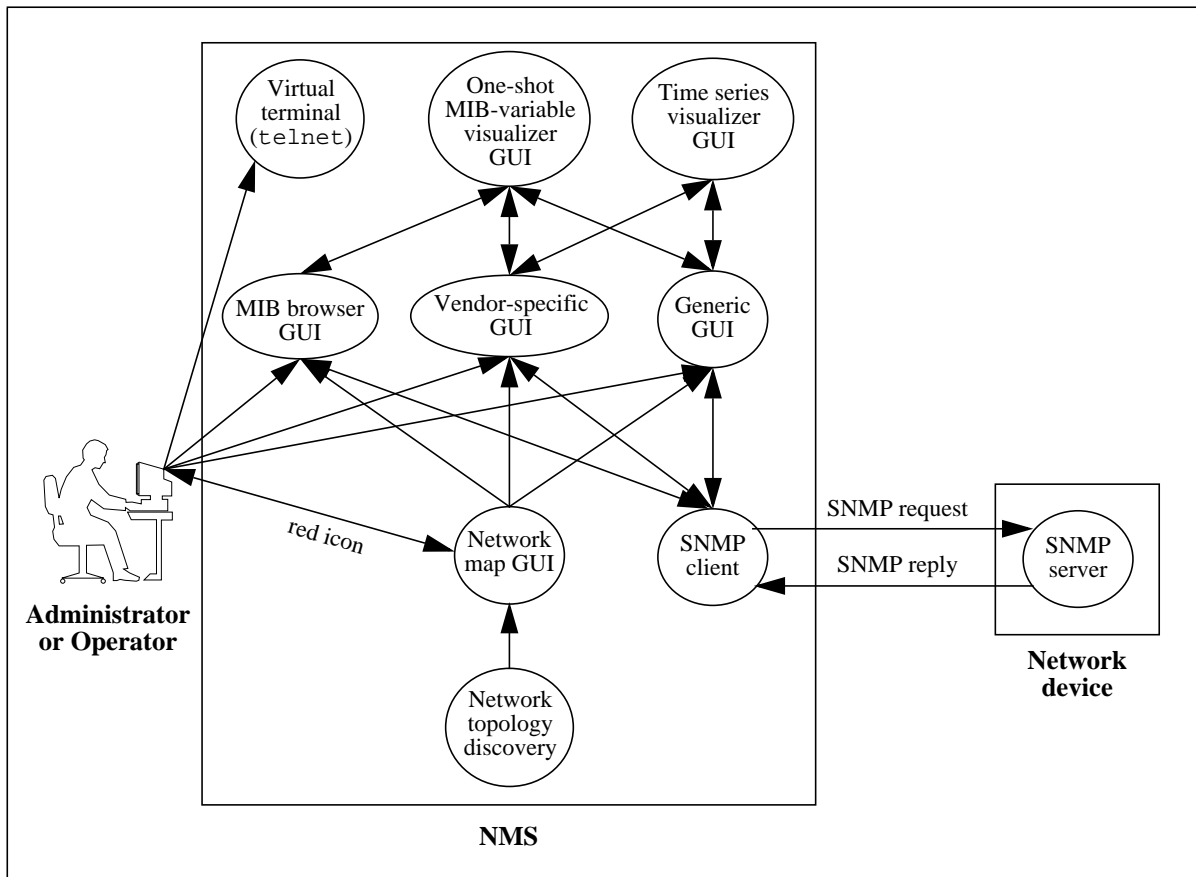 Virtual
terminal
(telnet)
One-shot
MIB-variable
visualizer
GUI
Time series
visualizer
GUI
MIB browser
GUI
Vendor-specific
GUI
Generic
GUI
red icon
Network
map GUI
SNMP
client
SNMP request
SNMP reply
SNMP
server
Administrator
or Operator
Network
device
Network
topology
discovery
NMS